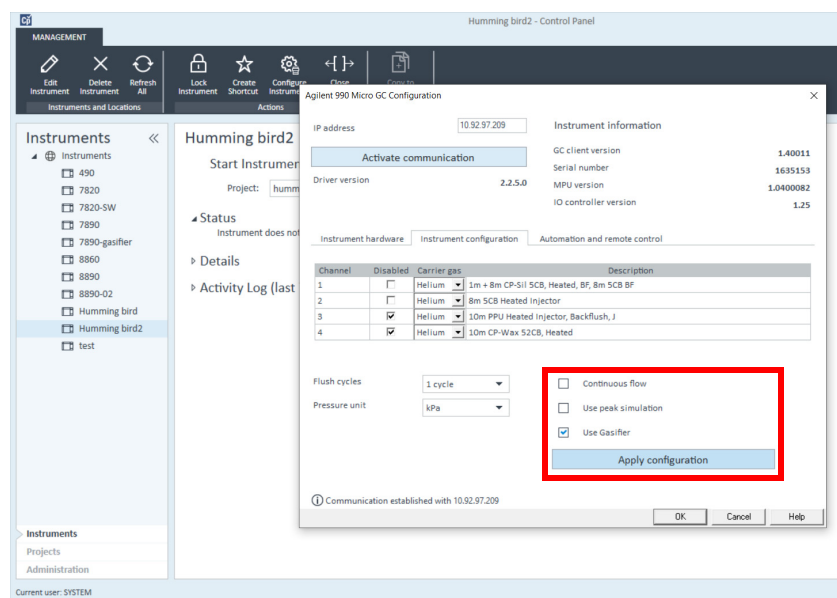 Humming bird2 - Control Panel
MANAGEMENT
Edit Instrument
Delete Instrument
Refresh All
Lock Instrument
Create Shortcut
Configure
Close
Copy to
Instruments and Locations
Actions
Instruments
«
Instruments
490
7820
7820-SW
7890
7890-gasifier
8860
8890
8890-02
Humming bird
Humming bird2
test
Instruments
Projects
Administration
Current user: SYSTEM
Humming bird2
Start Instrumen
Project: humm
Status
Instrument does not
Details
Activity Log (last
Agilent 990 Micro GC Configuration
IP address 10.92.97.209
Activate communication
Driver version 2.2.5.0
Instrument information
GC client version 1.40011
Serial number 1635153
MPU version 1.0400082
IO controller version 1.25
Instrument hardware Instrument configuration Automation and remote control
Channel Disabled Carrier gas Description
1 Helium 1m + 8m CP-Sil 5CB, Heated, BF, 8m 5CB BF
2 Helium 8m 5CB Heated Injector
3 Helium 10m PPU Heated Injector, Backflush, J
4 Helium 10m CP-Wax 52CB, Heated
Flush cycles 1 cycle
Pressure unit kPa
Continuous flow
Use peak simulation
Use Gasifier
Apply configuration
Communication established with 10.92.97.209
OK Cancel Help